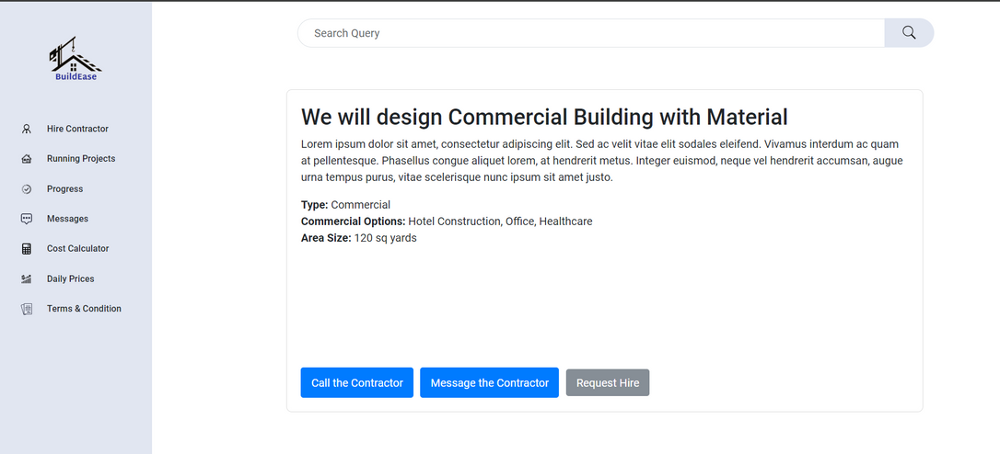 BuildEase
Hire Contractor
Running Projects
Progress
Messages
Cost Calculator
Daily Prices
Terms & Condition
Search Query
We will design Commercial Building with Material
Lorem ipsum dolor sit amet, consectetur adipiscing elit. Sed ac velit vitae elit sodales eleifend. Vivamus interdum ac quam
at pellentesque. Phasellus congue aliquet lorem, at hendrerit metus. Integer euismod, neque vel hendrerit accumsan, augue
urna tempus purus, vitae scelerisque nunc ipsum sit amet justo.
Type: Commercial
Commercial Options: Hotel Construction, Office, Healthcare
Area Size: 120 sq yards
Call the Contractor
Message the Contractor
Request Hire